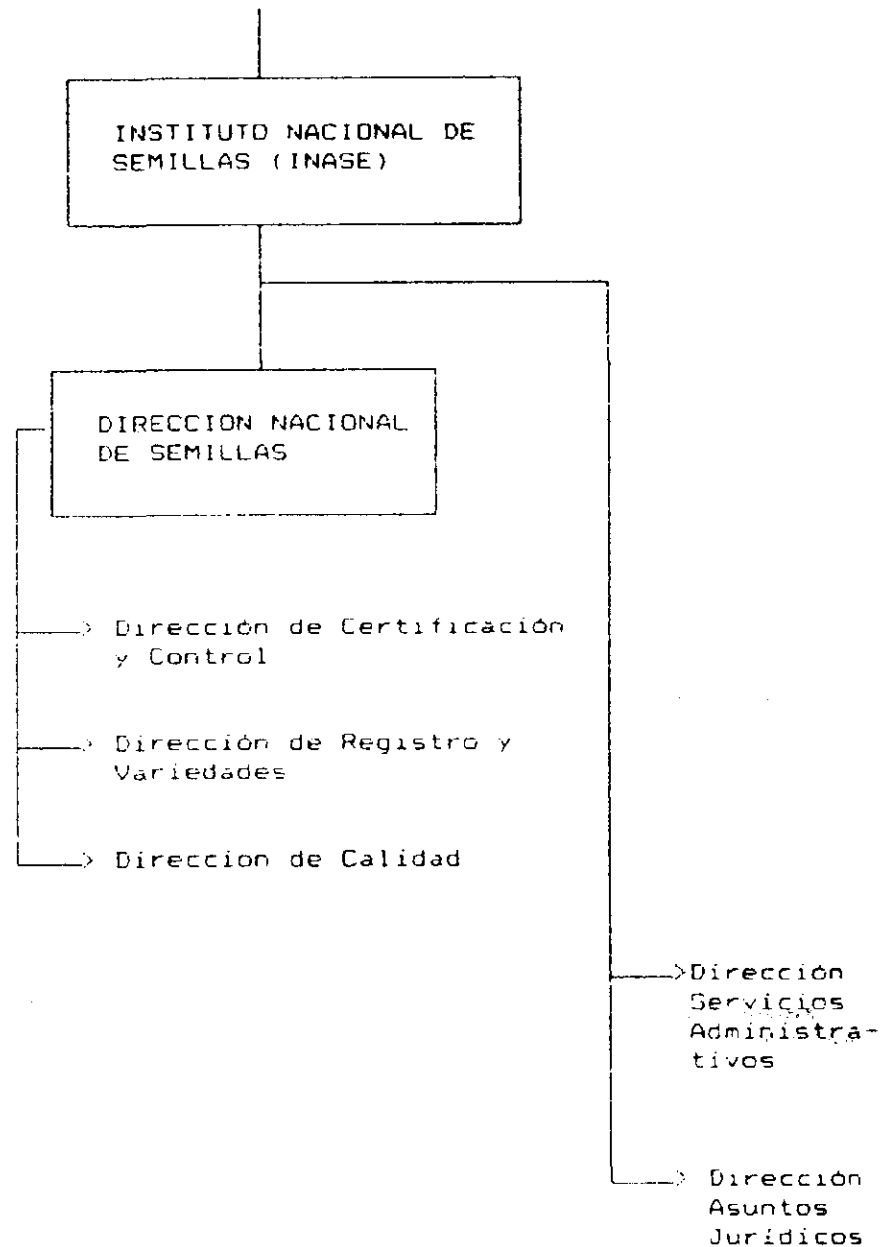 INSTITUTO NACIONAL DE
SEMILLAS (INASE)
DIRECCION NACIONAL
DE SEMILLAS
Dirección de Certificación
y Control
Dirección de Registro y
Variedades
Direccion de Calidad
Dirección
Servicios
Administra-
tivos
Dirección
Asuntos
Jurídicos